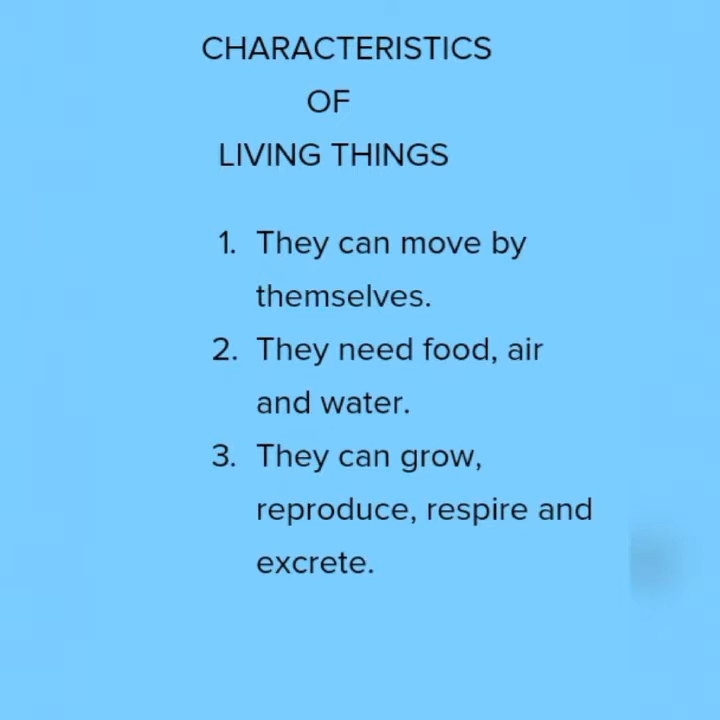 CHARACTERISTICS
OF
LIVING THINGS
1. They can move by
themselves.
2. They need food, air
and water.
3. They can grow,
reproduce, respire and
excrete.